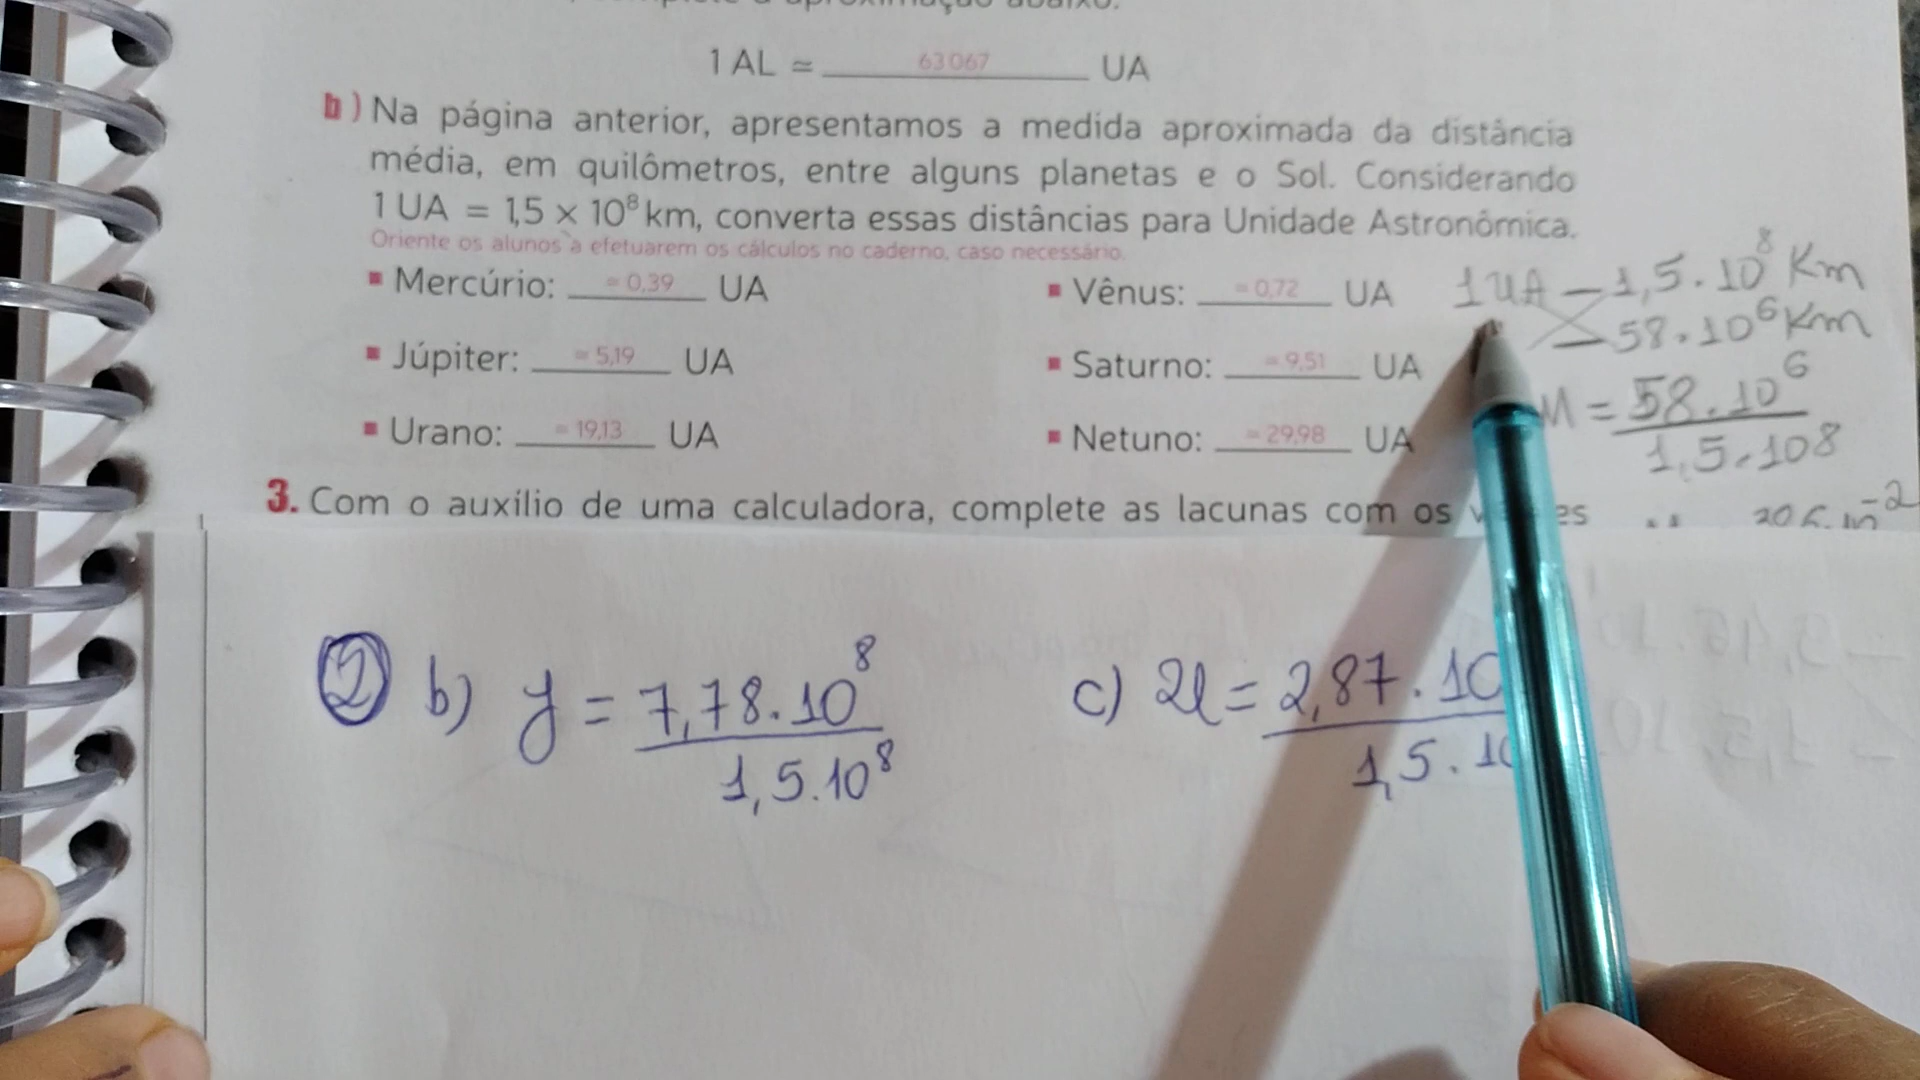 complete a aproximação abaixo.
1 AL ≃ 63 067 UA
b) Na página anterior, apresentamos a medida aproximada da distância
média, em quilômetros, entre alguns planetas e o Sol. Considerando
1 UA = 1,5 × 10⁸ km, converta essas distâncias para Unidade Astronômica.
Oriente os alunos a efetuarem os cálculos no caderno, caso necessário.
▪ Mercúrio: ≃ 0,39 UA ▪ Vênus: ≃ 0,72 UA
1 UA — 1,5 . 10⁸ Km
— 58 . 10⁶ Km
▪ Júpiter: ≃ 5,19 UA ▪ Saturno: ≃ 9,51 UA
M = 58 . 10⁶
1,5 . 10⁸
▪ Urano: ≃ 19,13 UA ▪ Netuno: ≃ 29,98 UA
3. Com o auxílio de uma calculadora, complete as lacunas com os
② b) y = 7,78 . 10⁸
1,5 . 10⁸
c) U = 2,87 . 10
1,5 . 10